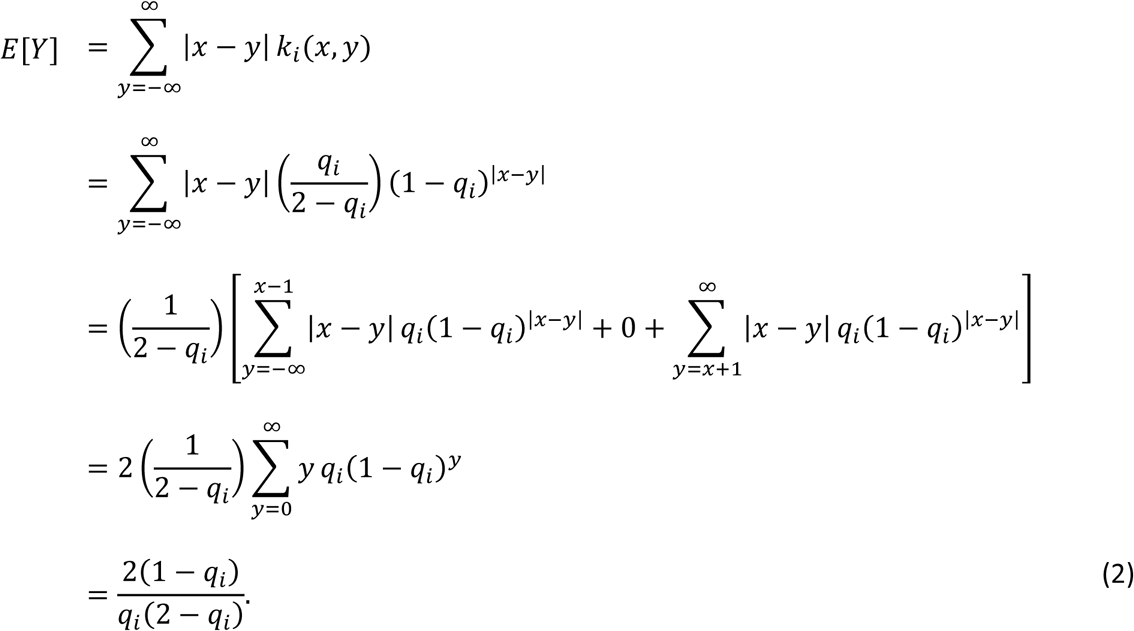 E[Y] = ∑_{y=−∞}^{∞} |x − y| k_i(x, y)
= ∑_{y=−∞}^{∞} |x − y| (q_i / (2 − q_i)) (1 − q_i)^{|x−y|}
= (1 / (2 − q_i)) [∑_{y=−∞}^{x−1} |x − y| q_i(1 − q_i)^{|x−y|} + 0 + ∑_{y=x+1}^{∞} |x − y| q_i(1 − q_i)^{|x−y|}]
= 2 (1 / (2 − q_i)) ∑_{y=0}^{∞} y q_i(1 − q_i)^y
= 2(1 − q_i) / (q_i(2 − q_i)). (2)